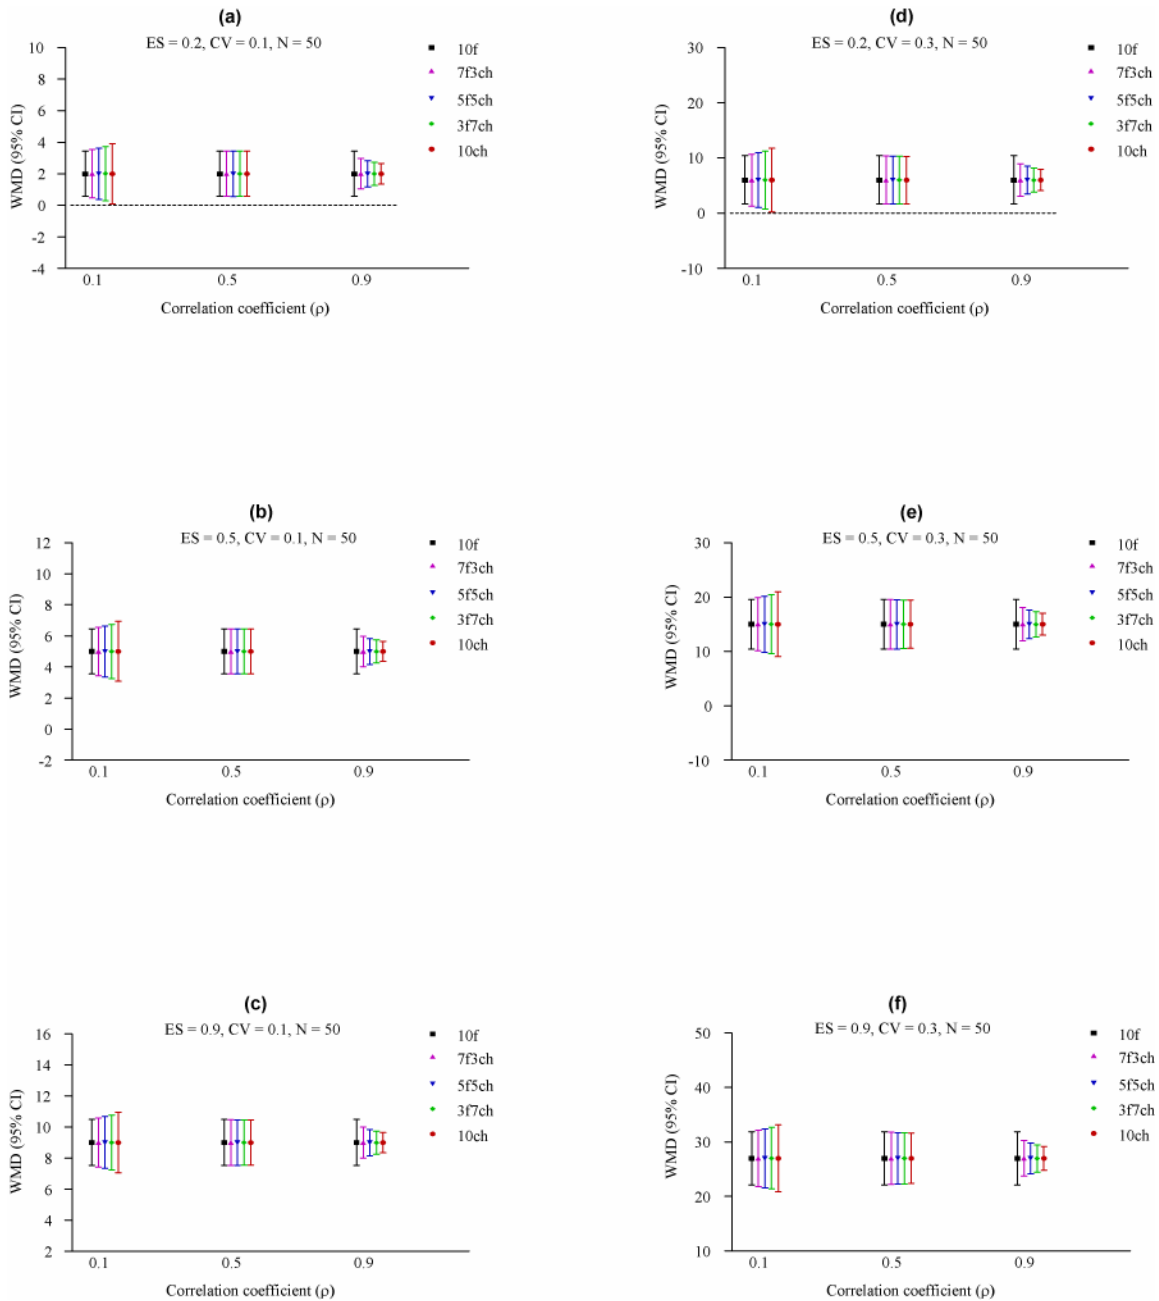 (a)
ES = 0.2, CV = 0.1, N = 50
10
8
6
4
2
0
-2
-4
WMD (95% CI)
0.1 0.5 0.9
Correlation coefficient (ρ)
10f
7f3ch
5f5ch
3f7ch
10ch
(d)
ES = 0.2, CV = 0.3, N = 50
30
20
10
0
-10
WMD (95% CI)
0.1 0.5 0.9
Correlation coefficient (ρ)
10f
7f3ch
5f5ch
3f7ch
10ch
(b)
ES = 0.5, CV = 0.1, N = 50
12
10
8
6
4
2
0
-2
WMD (95% CI)
0.1 0.5 0.9
Correlation coefficient (ρ)
10f
7f3ch
5f5ch
3f7ch
10ch
(e)
ES = 0.5, CV = 0.3, N = 50
30
20
10
0
-10
WMD (95% CI)
0.1 0.5 0.9
Correlation coefficient (ρ)
10f
7f3ch
5f5ch
3f7ch
10ch
(c)
ES = 0.9, CV = 0.1, N = 50
16
14
12
10
8
6
4
2
WMD (95% CI)
0.1 0.5 0.9
Correlation coefficient (ρ)
10f
7f3ch
5f5ch
3f7ch
10ch
(f)
ES = 0.9, CV = 0.3, N = 50
50
40
30
20
10
WMD (95% CI)
0.1 0.5 0.9
Correlation coefficient (ρ)
10f
7f3ch
5f5ch
3f7ch
10ch